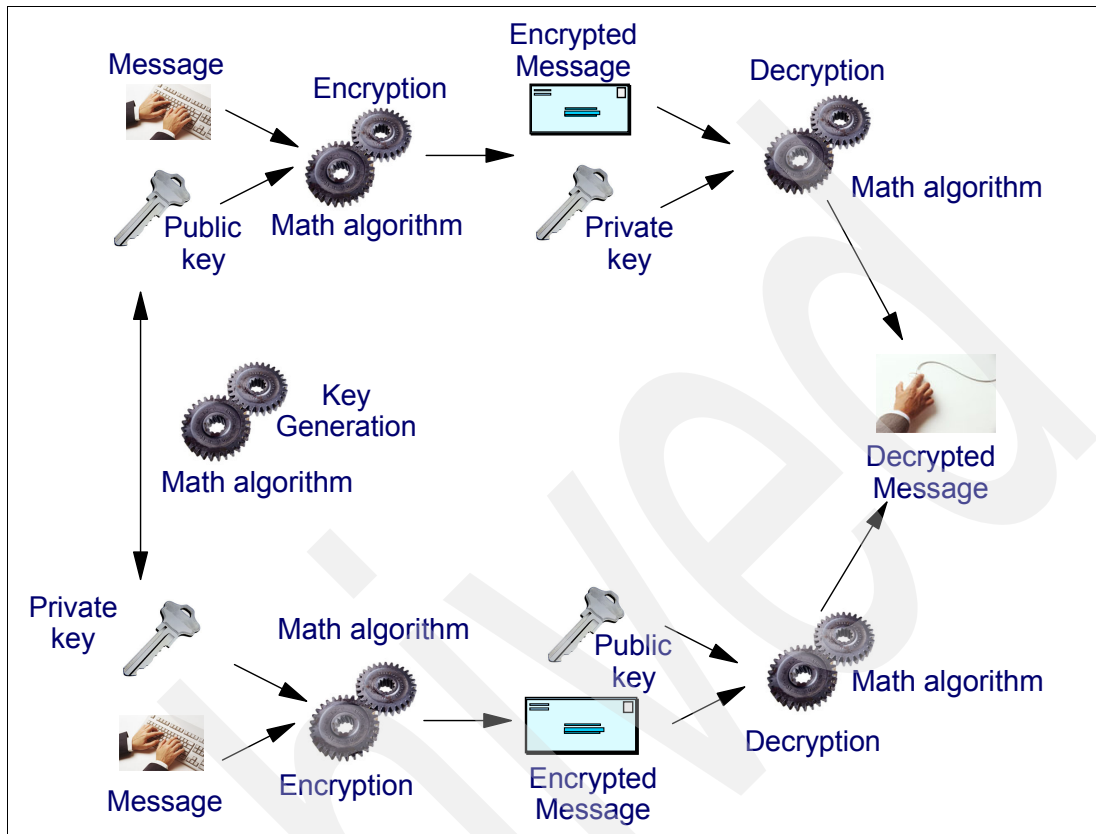 Message
Encryption
Encrypted
Message
Decryption
Public
key
Math algorithm
Private
key
Math algorithm
Key
Generation
Math algorithm
Decrypted
Message
Private
key
Math algorithm
Public
key
Math algorithm
Message
Encryption
Encrypted
Message
Decryption
hived